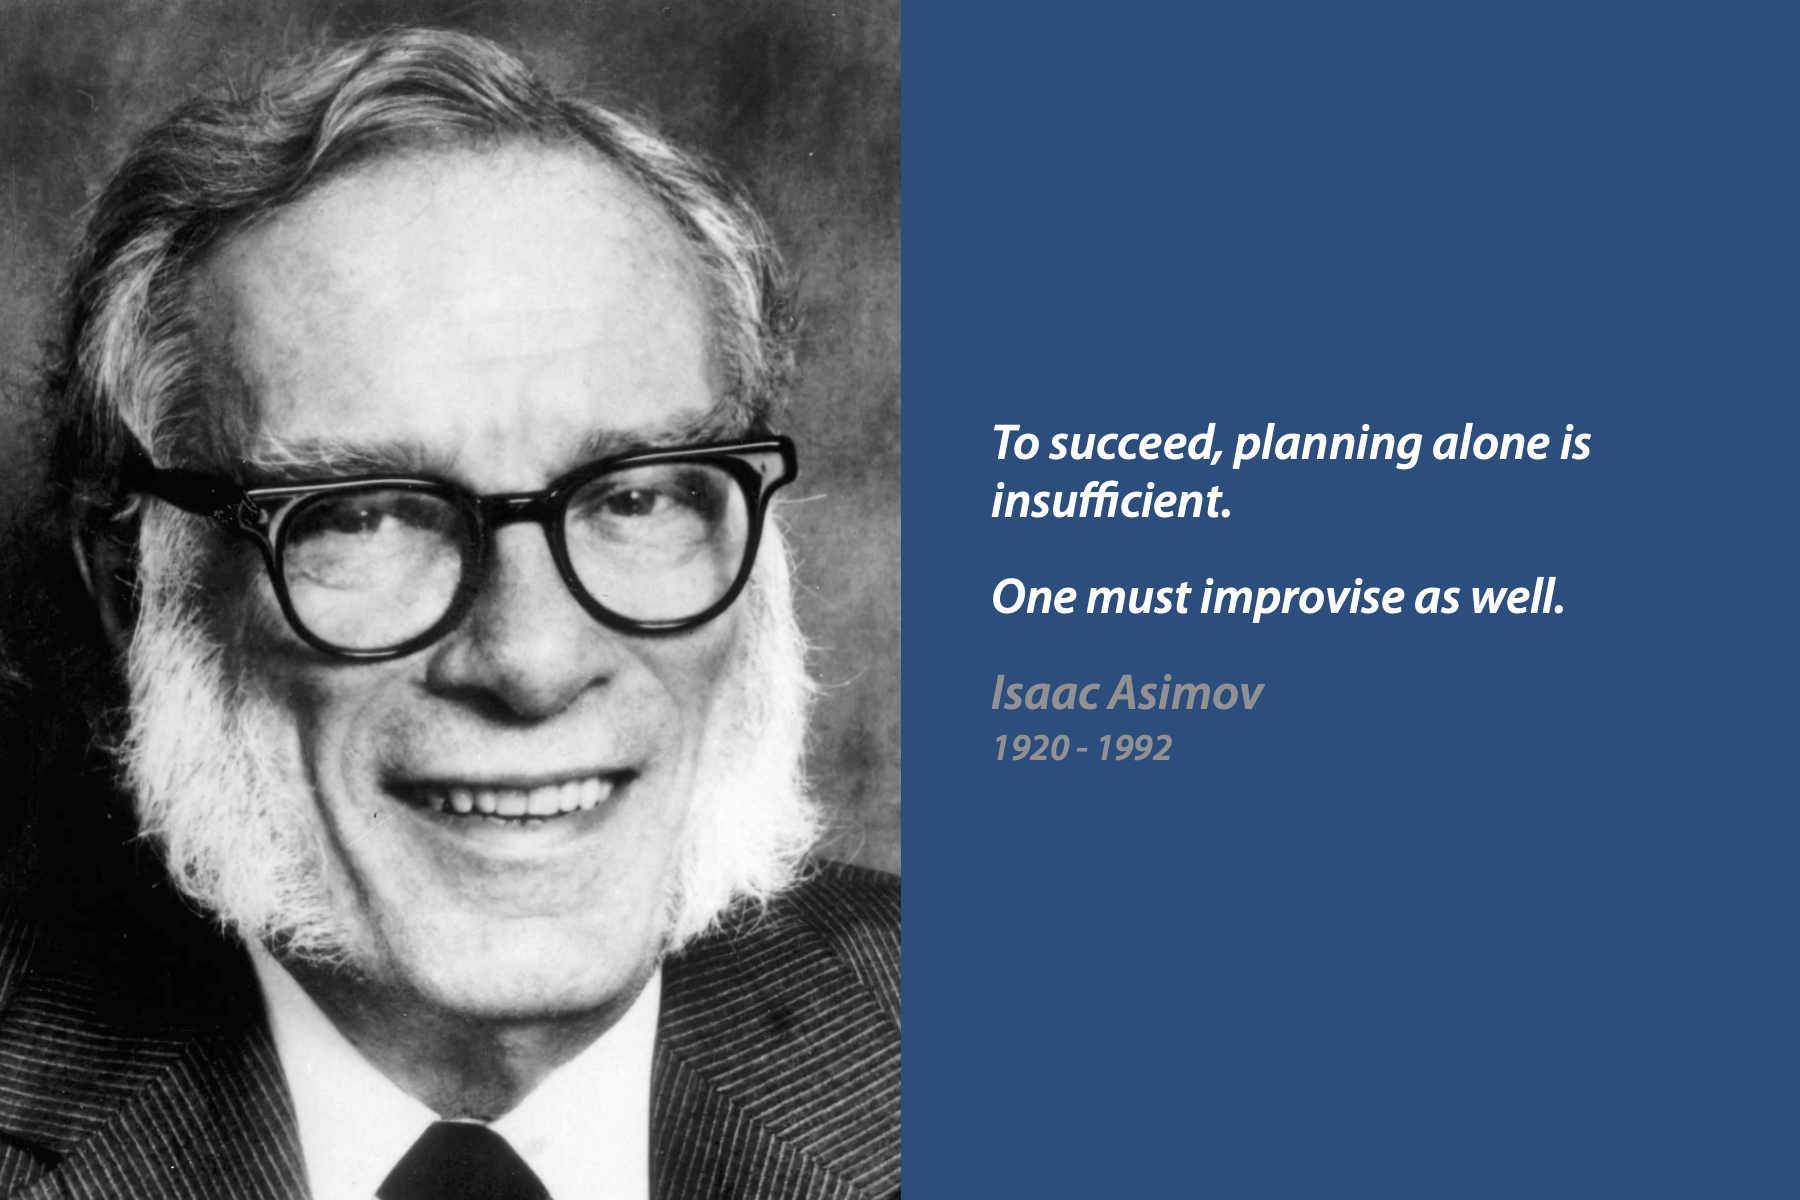 To succeed, planning alone is
insufficient.
One must improvise as well.
Isaac Asimov
1920 - 1992